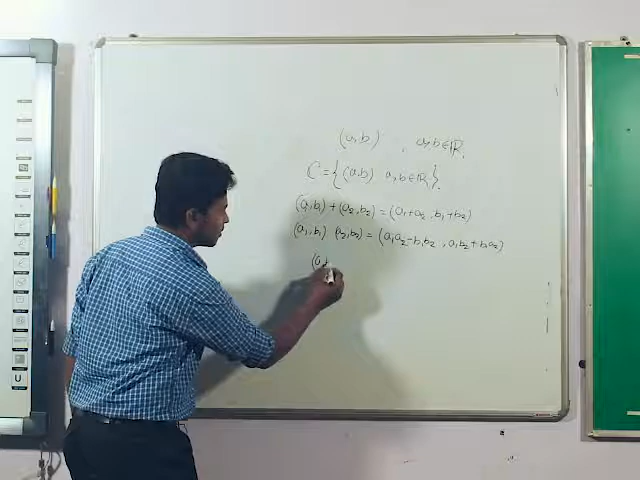 (a,b) , a,b∈ℝ.
C = {(a,b) a,b∈ℝ}.
(a₁,b₁)+(a₂,b₂) = (a₁+a₂, b₁+b₂)
(a₁,b₁) (a₂,b₂) = (a₁a₂-b₁b₂, a₁b₂+b₁a₂)
(a,